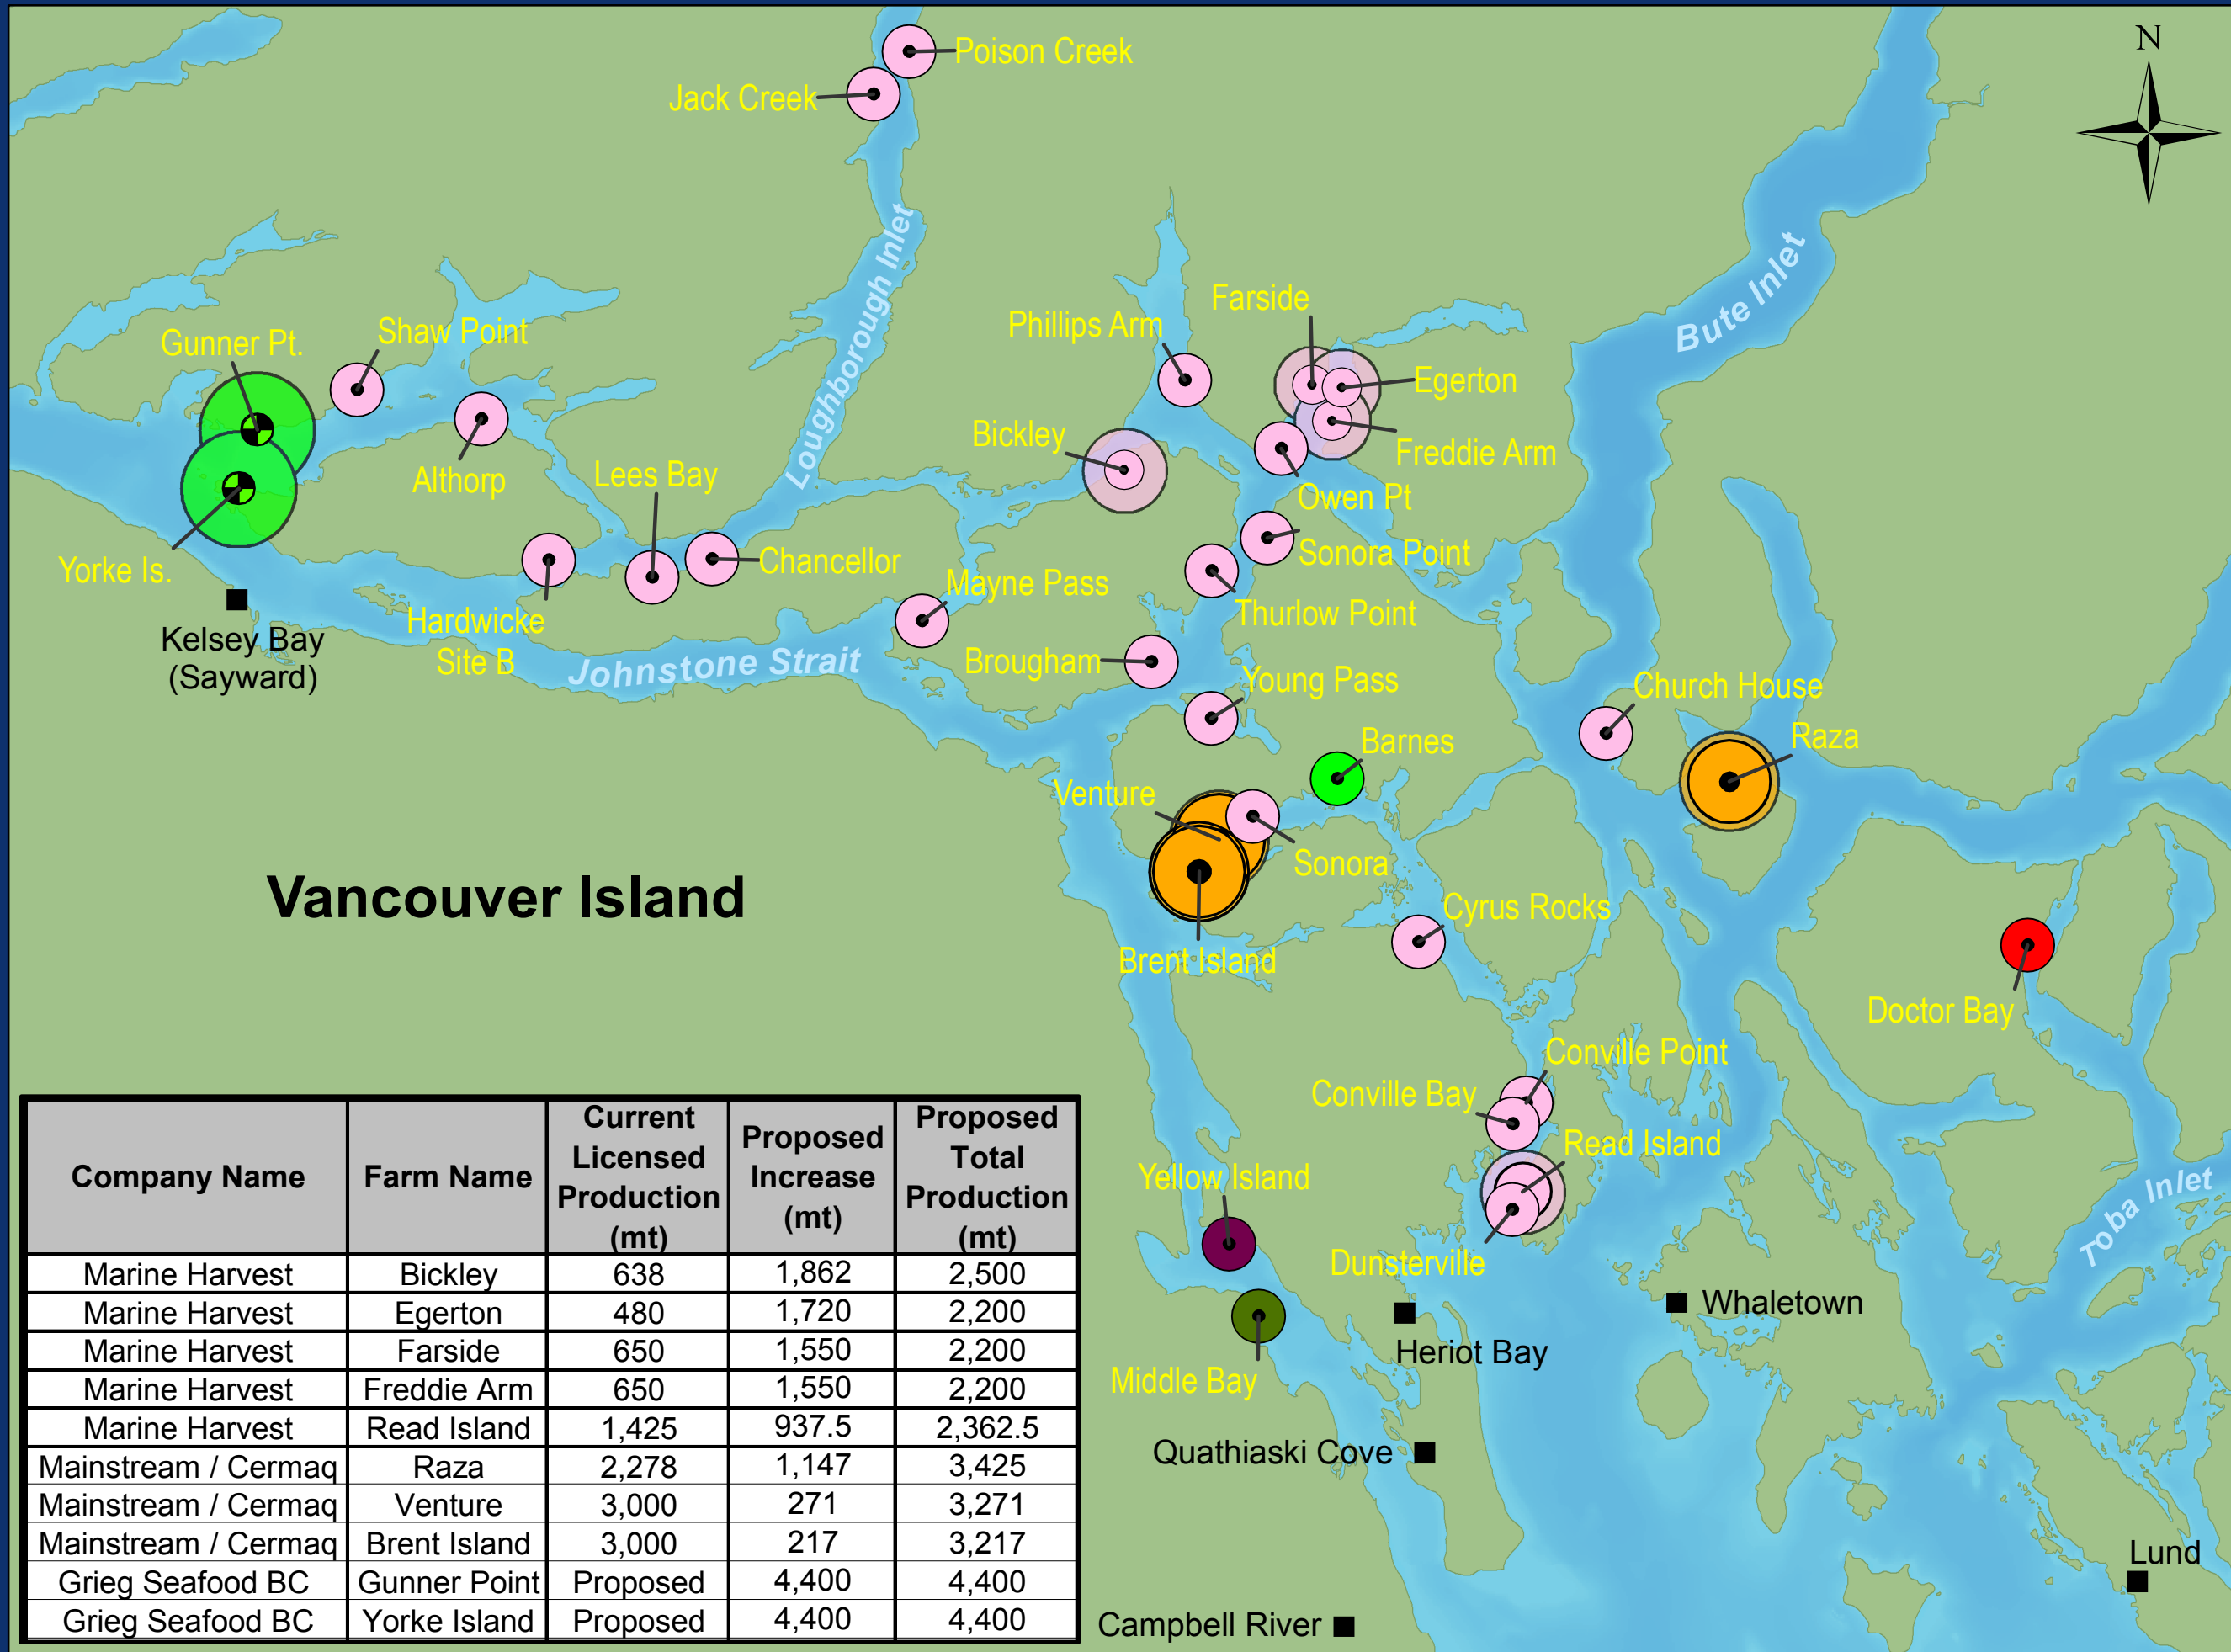 N
Poison Creek
Jack Creek
Loughborough Inlet
Bute Inlet
Farside
Phillips Arm
Shaw Point
Gunner Pt.
Egerton
Bickley
Freddie Arm
Althorp
Lees Bay
Owen Pt
Sonora Point
Chancellor
Yorke Is.
Mayne Pass
Thurlow Point
Hardwicke
Site B
Kelsey Bay
(Sayward)
Johnstone Strait
Brougham
Young Pass
Church House
Raza
Barnes
Venture
Sonora
Vancouver Island
Cyrus Rocks
Brent Island
Doctor Bay
Conville Point
Conville Bay
Read Island
Yellow Island
Toba Inlet
Dunsterville
Whaletown
Heriot Bay
Middle Bay
Quathiaski Cove
Lund
Campbell River
Company Name Farm Name Current Licensed Production (mt) Proposed Increase (mt) Proposed Total Production (mt)
Marine Harvest Bickley 638 1,862 2,500
Marine Harvest Egerton 480 1,720 2,200
Marine Harvest Farside 650 1,550 2,200
Marine Harvest Freddie Arm 650 1,550 2,200
Marine Harvest Read Island 1,425 937.5 2,362.5
Mainstream / Cermaq Raza 2,278 1,147 3,425
Mainstream / Cermaq Venture 3,000 271 3,271
Mainstream / Cermaq Brent Island 3,000 217 3,217
Grieg Seafood BC Gunner Point Proposed 4,400 4,400
Grieg Seafood BC Yorke Island Proposed 4,400 4,400